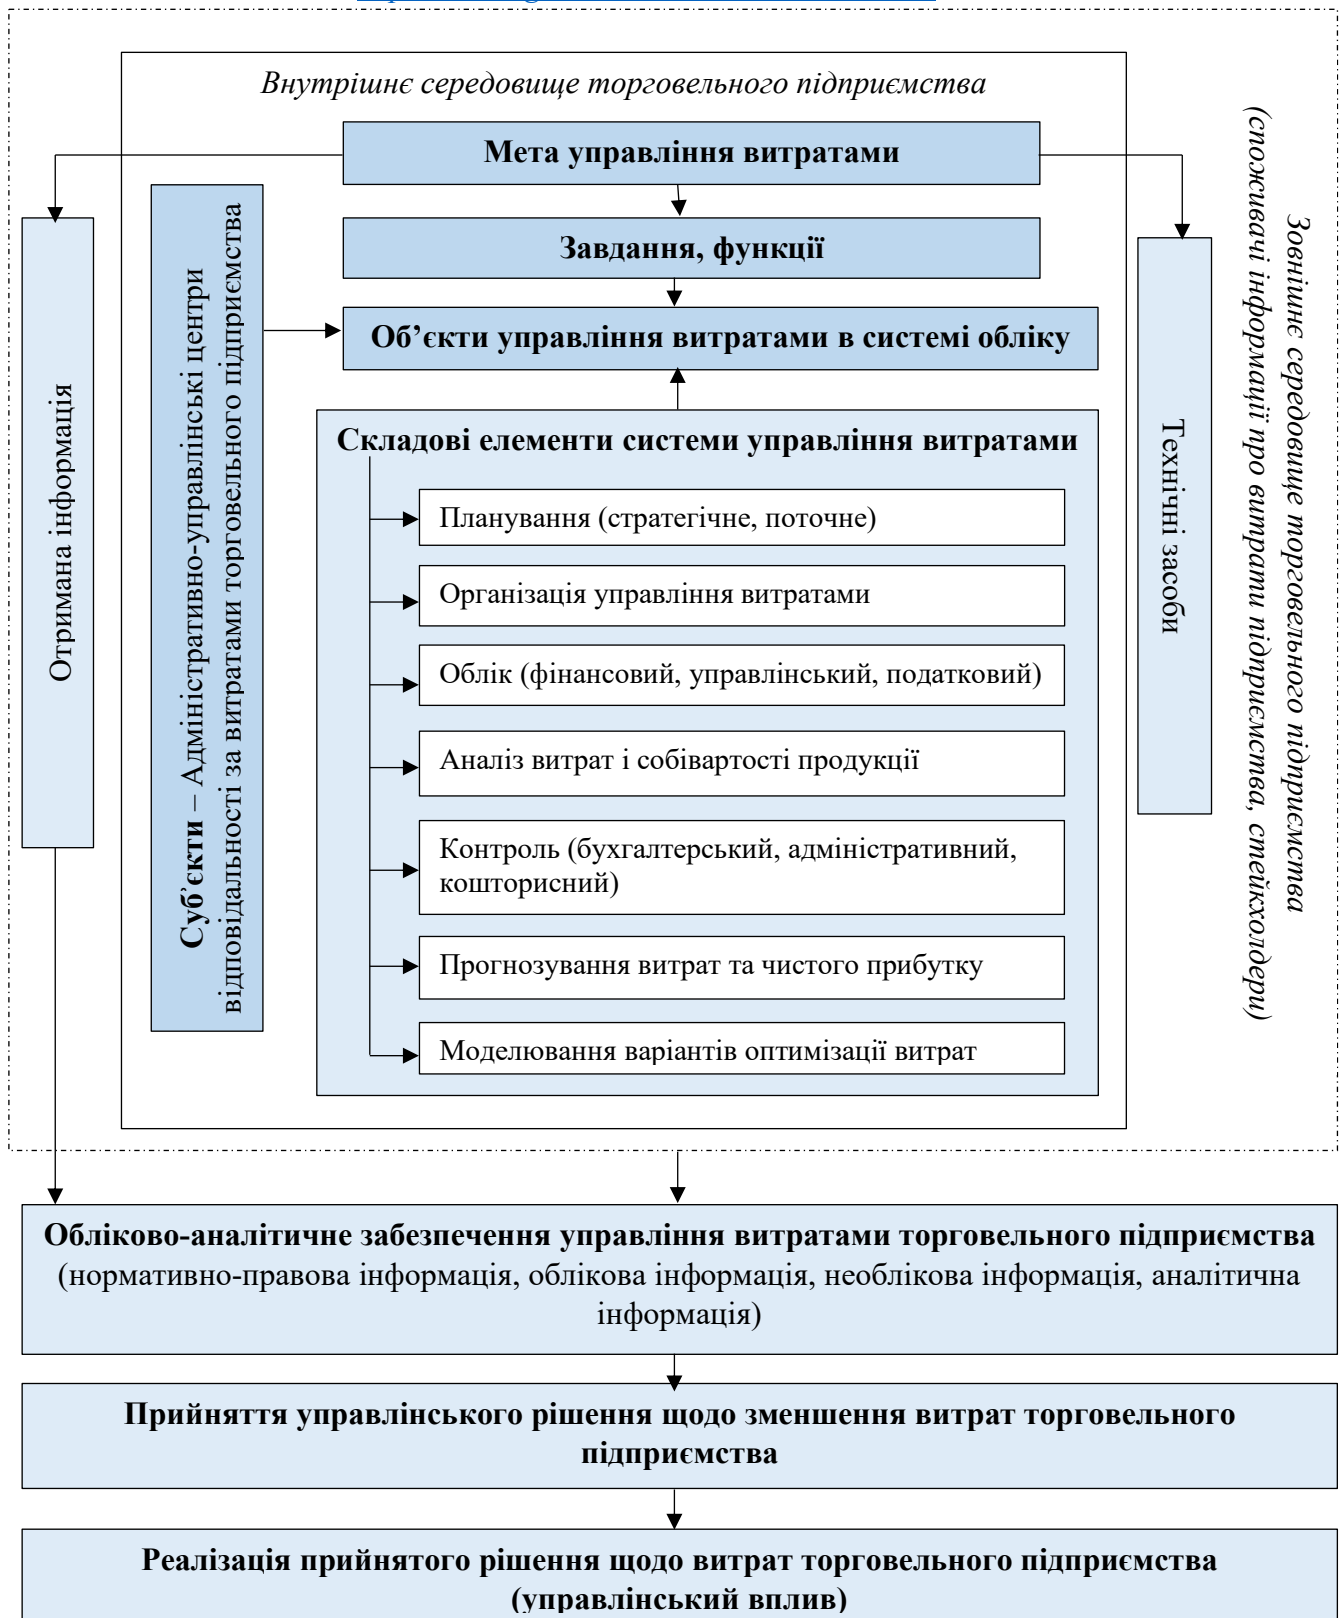 Внутрішнє середовище торговельного підприємства
Мета управління витратами
Завдання, функції
Об’єкти управління витратами в системі обліку
Отримана інформація
Суб'єкти – Адміністративно-управлінські центри
відповідальності за витратами торговельного підприємства
Складові елементи системи управління витратами
Планування (стратегічне, поточне)
Організація управління витратами
Облік (фінансовий, управлінський, податковий)
Аналіз витрат і собівартості продукції
Контроль (бухгалтерський, адміністративний,
кошторисний)
Прогнозування витрат та чистого прибутку
Моделювання варіантів оптимізації витрат
Технічні засоби
Зовнішнє середовище торговельного підприємства
(споживачі інформації про витрати підприємства, стейкхолдери)
Обліково-аналітичне забезпечення управління витратами торговельного підприємства
(нормативно-правова інформація, облікова інформація, необлікова інформація, аналітична
інформація)
Прийняття управлінського рішення щодо зменшення витрат торговельного
підприємства
Реалізація прийнятого рішення щодо витрат торговельного підприємства
(управлінський вплив)